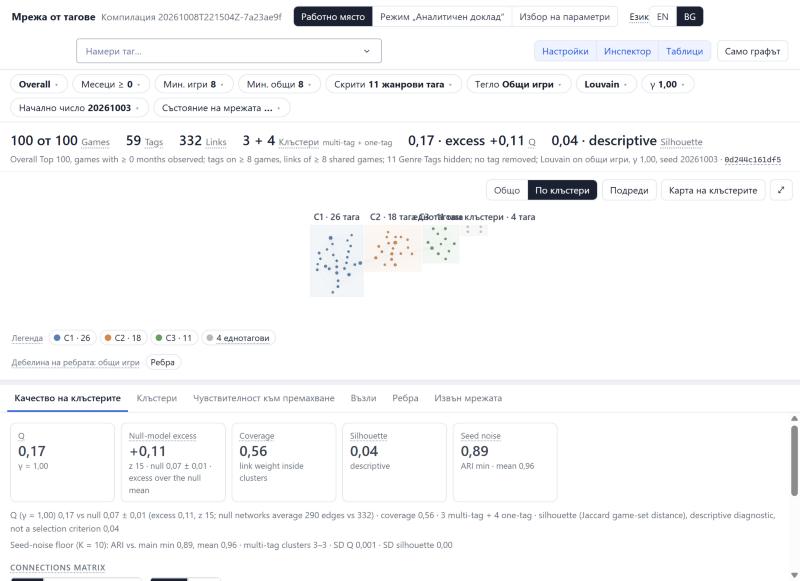 Мрежа от тагове Компилация 20261008T221504Z-7a23ae9f Работно място Режим „Аналитичен доклад“ Избор на параметри Език EN BG
Намери таг... Настройки Инспектор Таблици Само графът
Overall Месеци ≥ 0 Мин. игри 8 Мин. общи 8 Скрити 11 жанрови тага Тегло Общи игри Louvain γ 1,00
Начално число 20261003 Състояние на мрежата ...
100 от 100 Games 59 Tags 332 Links 3 + 4 Клъстери multi-tag + one-tag 0,17 · excess +0,11 Q 0,04 · descriptive Silhouette
Overall Top 100, games with ≥ 0 months observed; tags on ≥ 8 games, links of ≥ 8 shared games; 11 Genre Tags hidden; no tag removed; Louvain on общи игри, γ 1,00, seed 20261003 · 0d244c161df5
Общо По клъстери Подреди Карта на клъстерите
C1 · 26 тага C2 · 18 тага клъстери · 4 тага
Легенда C1 · 26 C2 · 18 C3 · 11 4 еднотагови
Дебелина на ребрата: общи игри Ребра
Качество на клъстерите Клъстери Чувствителност към премахване Възли Ребра Извън мрежата
Q Null-model excess Coverage Silhouette Seed noise
0,17 +0,11 0,56 0,04 0,89
γ = 1,00 z 15 · null 0,07 ± 0,01 · link weight inside descriptive ARI min · mean 0,96
excess over the null clusters
mean
Q (γ = 1,00) 0,17 vs null 0,07 ± 0,01 (excess 0,11, z 15; null networks average 290 edges vs 332) · coverage 0,56 · 3 multi-tag + 4 one-tag · silhouette (Jaccard game-set distance), descriptive diagnostic,
not a selection criterion 0,04
Seed-noise floor (K = 10): ARI vs. main min 0,89, mean 0,96 · multi-tag clusters 3–3 · SD Q 0,001 · SD silhouette 0,00
CONNECTIONS MATRIX